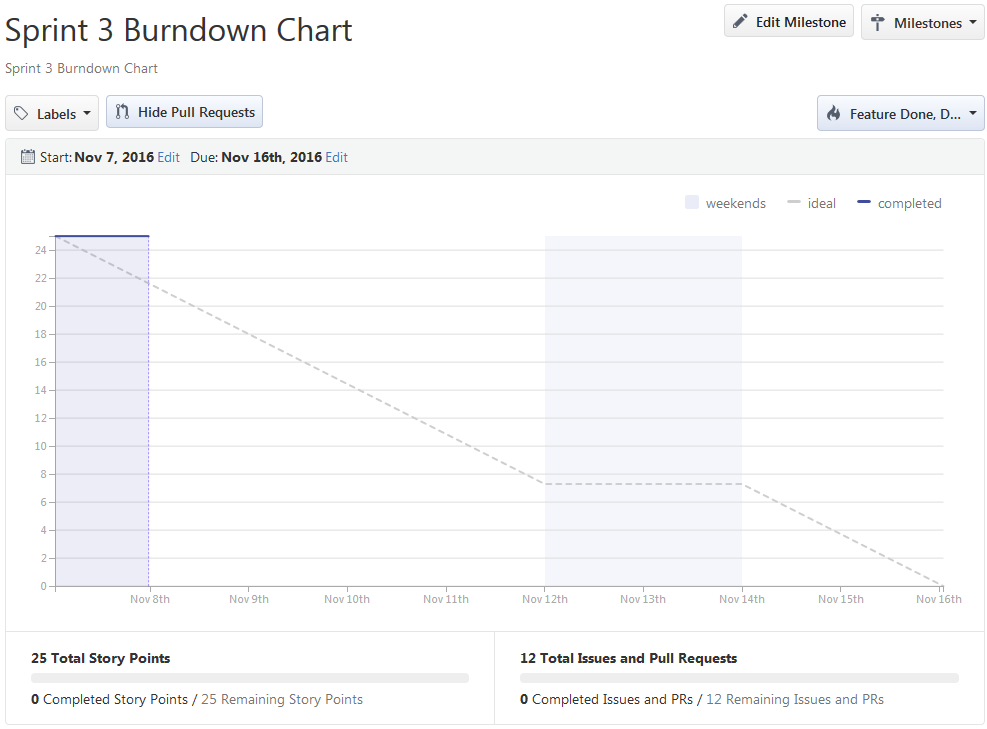 Sprint 3 Burndown Chart
Edit Milestone
Milestones
Sprint 3 Burndown Chart
Labels
Hide Pull Requests
Feature Done, D...
Start: Nov 7, 2016 Edit Due: Nov 16th, 2016 Edit
weekends ideal completed
24
22
20
18
16
14
12
10
8
6
4
2
0
Nov 8th Nov 9th Nov 10th Nov 11th Nov 12th Nov 13th Nov 14th Nov 15th Nov 16th
25 Total Story Points
0 Completed Story Points / 25 Remaining Story Points
12 Total Issues and Pull Requests
0 Completed Issues and PRs / 12 Remaining Issues and PRs